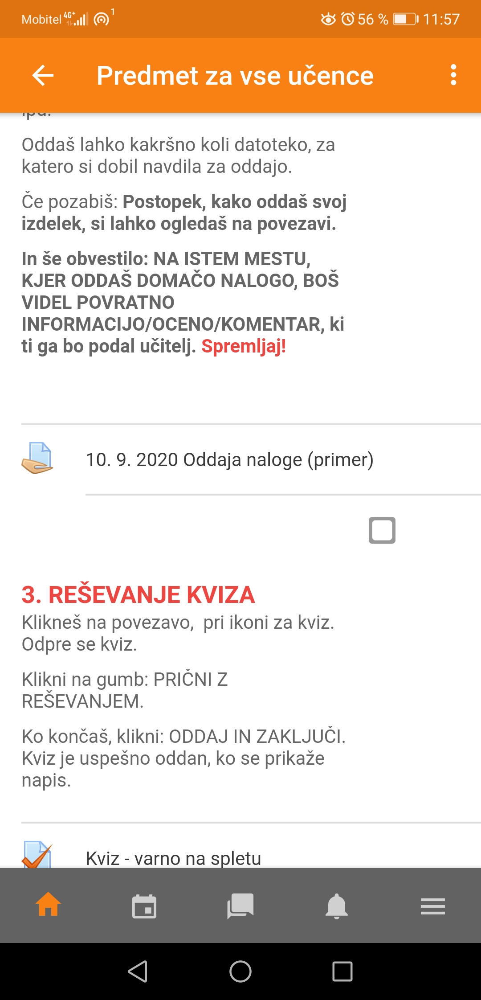 Mobitel 4G+ 1 56 % 11:57
Predmet za vse učence
ipd.
Oddaš lahko kakršno koli datoteko, za
katero si dobil navdila za oddajo.
Če pozabiš: Postopek, kako oddaš svoj
izdelek, si lahko ogledaš na povezavi.
In še obvestilo: NA ISTEM MESTU,
KJER ODDAŠ DOMAČO NALOGO, BOŠ
VIDEL POVRATNO
INFORMACIJO/OCENO/KOMENTAR, ki
ti ga bo podal učitelj. Spremljaj!
10. 9. 2020 Oddaja naloge (primer)
3. REŠEVANJE KVIZA
Klikneš na povezavo,  pri ikoni za kviz.
Odpre se kviz.
Klikni na gumb: PRIČNI Z
REŠEVANJEM.
Ko končaš, klikni: ODDAJ IN ZAKLJUČI.
Kviz je uspešno oddan, ko se prikaže
napis.
Kviz - varno na spletu